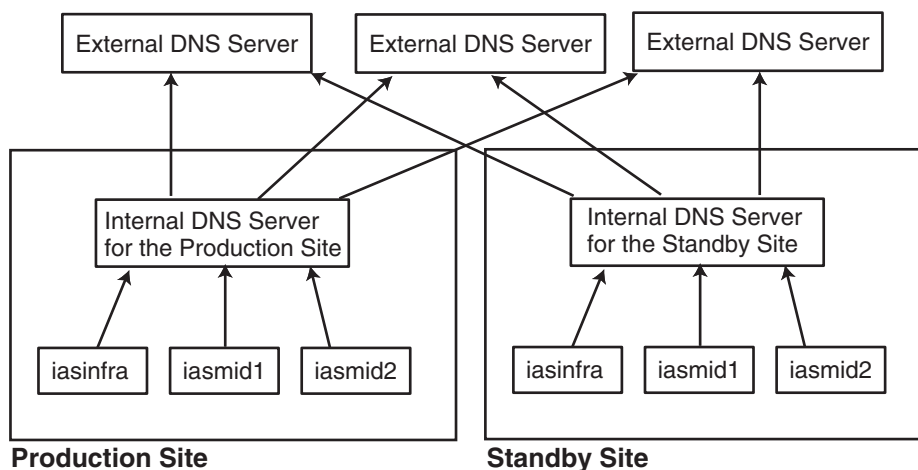 External DNS Server
External DNS Server
External DNS Server
Internal DNS Server
for the Production Site
Internal DNS Server
for the Standby Site
iasinfra
iasmid1
iasmid2
iasinfra
iasmid1
iasmid2
Production Site
Standby Site